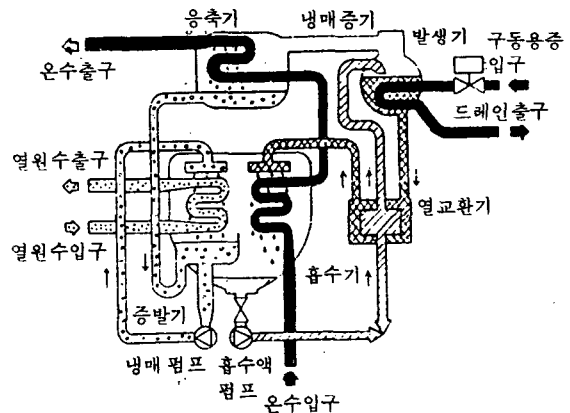 응축기
냉매증기
발생기
구동용증
입구
온수출구
드레인출구
열원수출구
열교환기
열원수입구
흡수기
증발기
냉매 펌프
흡수액
펌프
온수입구